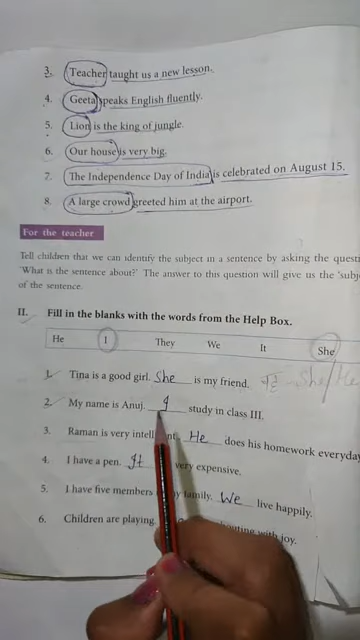 3. Teacher taught us a new lesson.
4. Geeta speaks English fluently.
5. Lion is the king of jungle.
6. Our house is very big.
7. The Independence Day of India is celebrated on August 15.
8. A large crowd greeted him at the airport.
For the teacher
Tell children that we can identify the subject in a sentence by asking the questi
'What is the sentence about?' The answer to this question will give us the 'subj
of the sentence.
II. Fill in the blanks with the words from the Help Box.
He I They We It She
1. Tina is a good girl. She is my friend. वह - She/He
2. My name is Anuj. I study in class III.
3. Raman is very intelli He does his homework everyday
4. I have a pen. It very expensive.
5. I have five members y family. We live happily.
6. Children are playing. with joy.